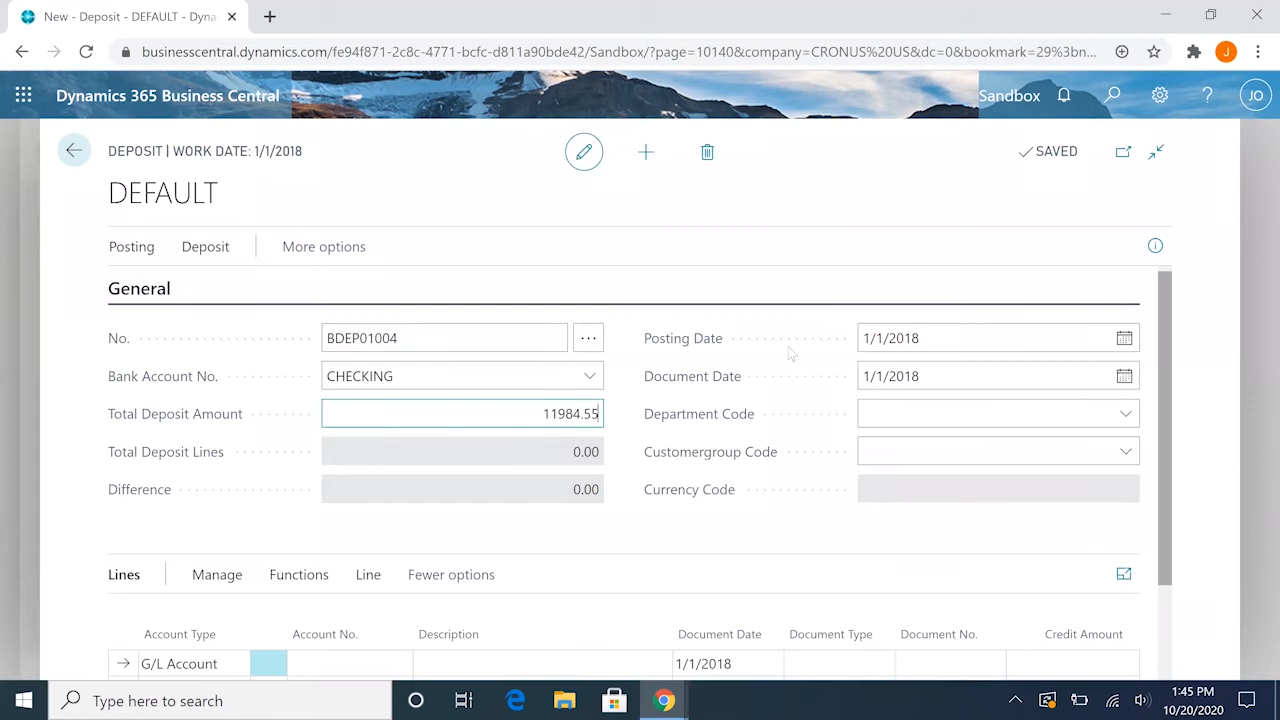 New - Deposit - DEFAULT - Dyna
businesscentral.dynamics.com/fe94f871-2c8c-4771-bcfc-d811a90bde42/Sandbox/?page=10140&company=CRONUS%20US&dc=0&bookmark=29%3bn...
J
Dynamics 365 Business Central
Sandbox
?
JO
DEPOSIT | WORK DATE: 1/1/2018
SAVED
DEFAULT
Posting
Deposit
More options
General
No.
BDEP01004
Posting Date
1/1/2018
Bank Account No.
CHECKING
Document Date
1/1/2018
Total Deposit Amount
11984.55
Department Code
Total Deposit Lines
0.00
Customergroup Code
Difference
0.00
Currency Code
Lines
Manage
Functions
Line
Fewer options
Account Type
Account No.
Description
Document Date
Document Type
Document No.
Credit Amount
G/L Account
1/1/2018
Type here to search
1:45 PM
10/20/2020